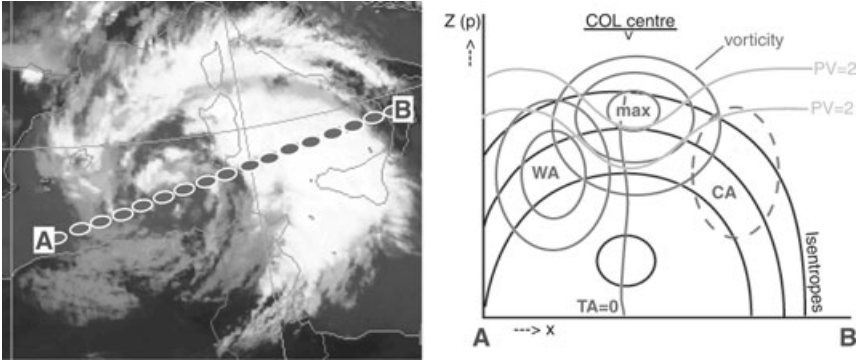 A
B
Z (p)
COL centre
vorticity
PV=2
PV=2
max
WA
CA
Isentropes
TA=0
A
---> x
B